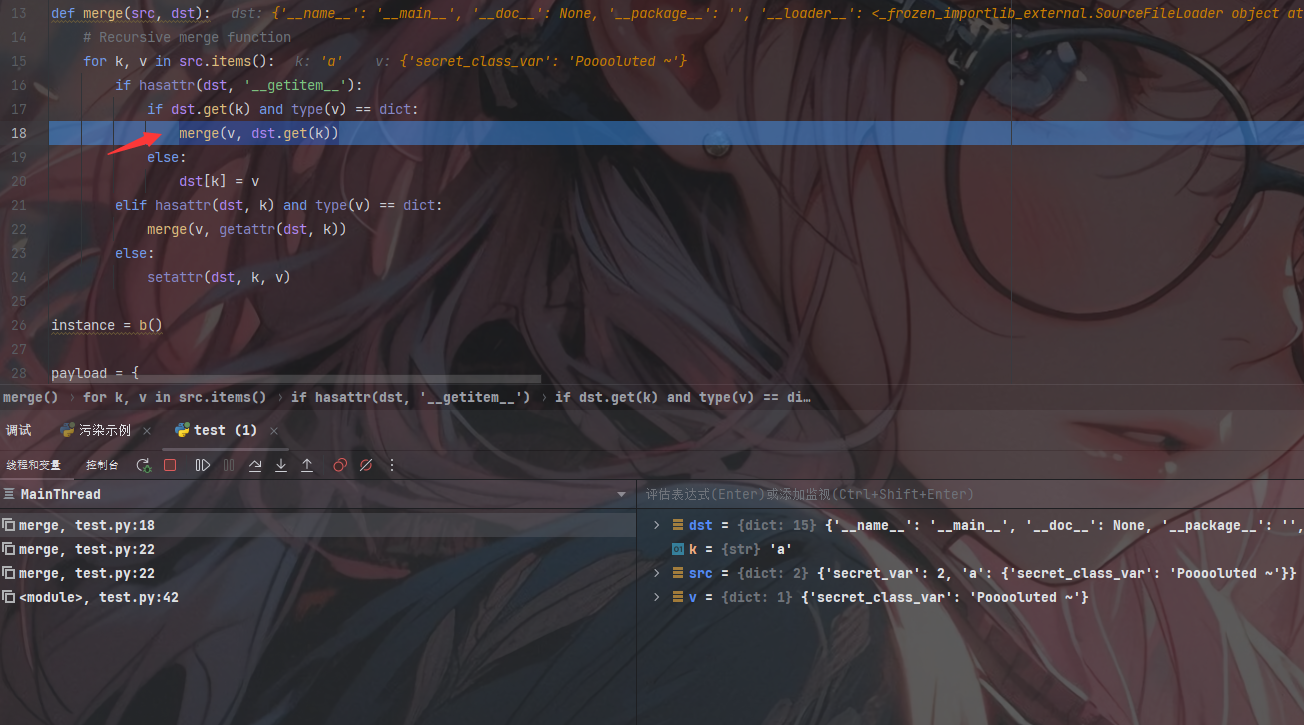 13 def merge(src, dst): dst: {'__name__': '__main__', '__doc__': None, '__package__': '', '__loader__': <_frozen_importlib_external.SourceFileLoader object at
14 # Recursive merge function
15 for k, v in src.items(): k: 'a' v: {'secret_class_var': 'Pooooluted ~'}
16 if hasattr(dst, '__getitem__'):
17 if dst.get(k) and type(v) == dict:
18 merge(v, dst.get(k))
19 else:
20 dst[k] = v
21 elif hasattr(dst, k) and type(v) == dict:
22 merge(v, getattr(dst, k))
23 else:
24 setattr(dst, k, v)
25
26 instance = b()
27
28 payload = {
merge() › for k, v in src.items() › if hasattr(dst, '__getitem__') › if dst.get(k) and type(v) == di…
调试 污染示例 × test (1) ×
线程和变量 控制台
MainThread
评估表达式(Enter)或添加监视(Ctrl+Shift+Enter)
merge, test.py:18
merge, test.py:22
merge, test.py:22
<module>, test.py:42
dst = {dict: 15} {'__name__': '__main__', '__doc__': None, '__package__': '',
01 k = {str} 'a'
src = {dict: 2} {'secret_var': 2, 'a': {'secret_class_var': 'Pooooluted ~'}}
v = {dict: 1} {'secret_class_var': 'Pooooluted ~'}